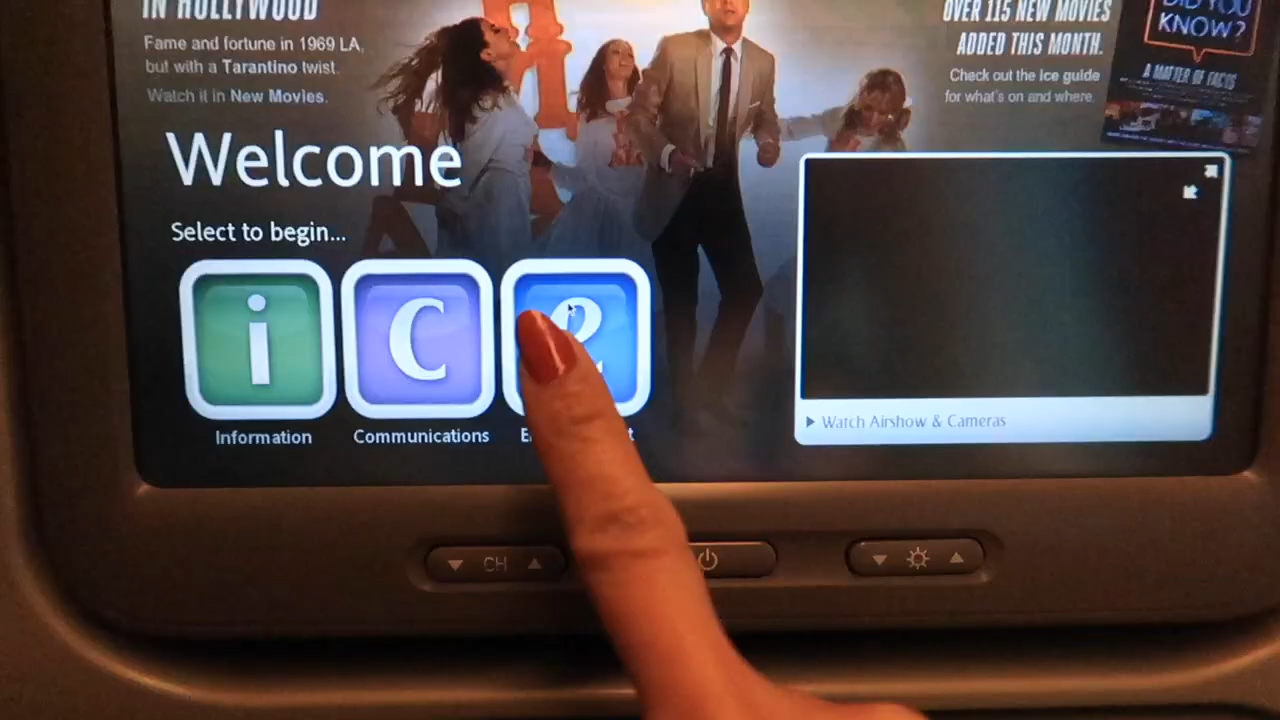 IN HOLLYWOOD
Fame and fortune in 1969 LA,
but with a Tarantino twist.
Watch it in New Movies.
OVER 115 NEW MOVIES
ADDED THIS MONTH.
Check out the ice guide
for what's on and where.
DID YOU
KNOW?
A MATTER OF FACTS
Welcome
Select to begin...
i
C
e
Information
Communications
Watch Airshow & Cameras
CH